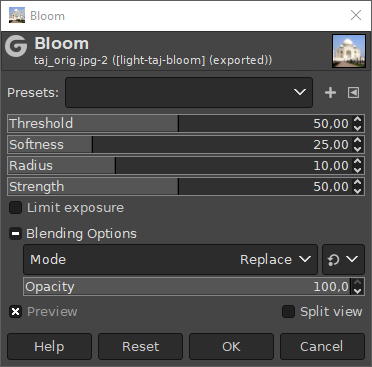 Bloom
Bloom
taj_orig.jpg-2 ([light-taj-bloom] (exported))
Presets:
Threshold 50,00
Softness 25,00
Radius 10,00
Strength 50,00
Limit exposure
Blending Options
Mode Replace
Opacity 100,0
Preview Split view
Help Reset OK Cancel